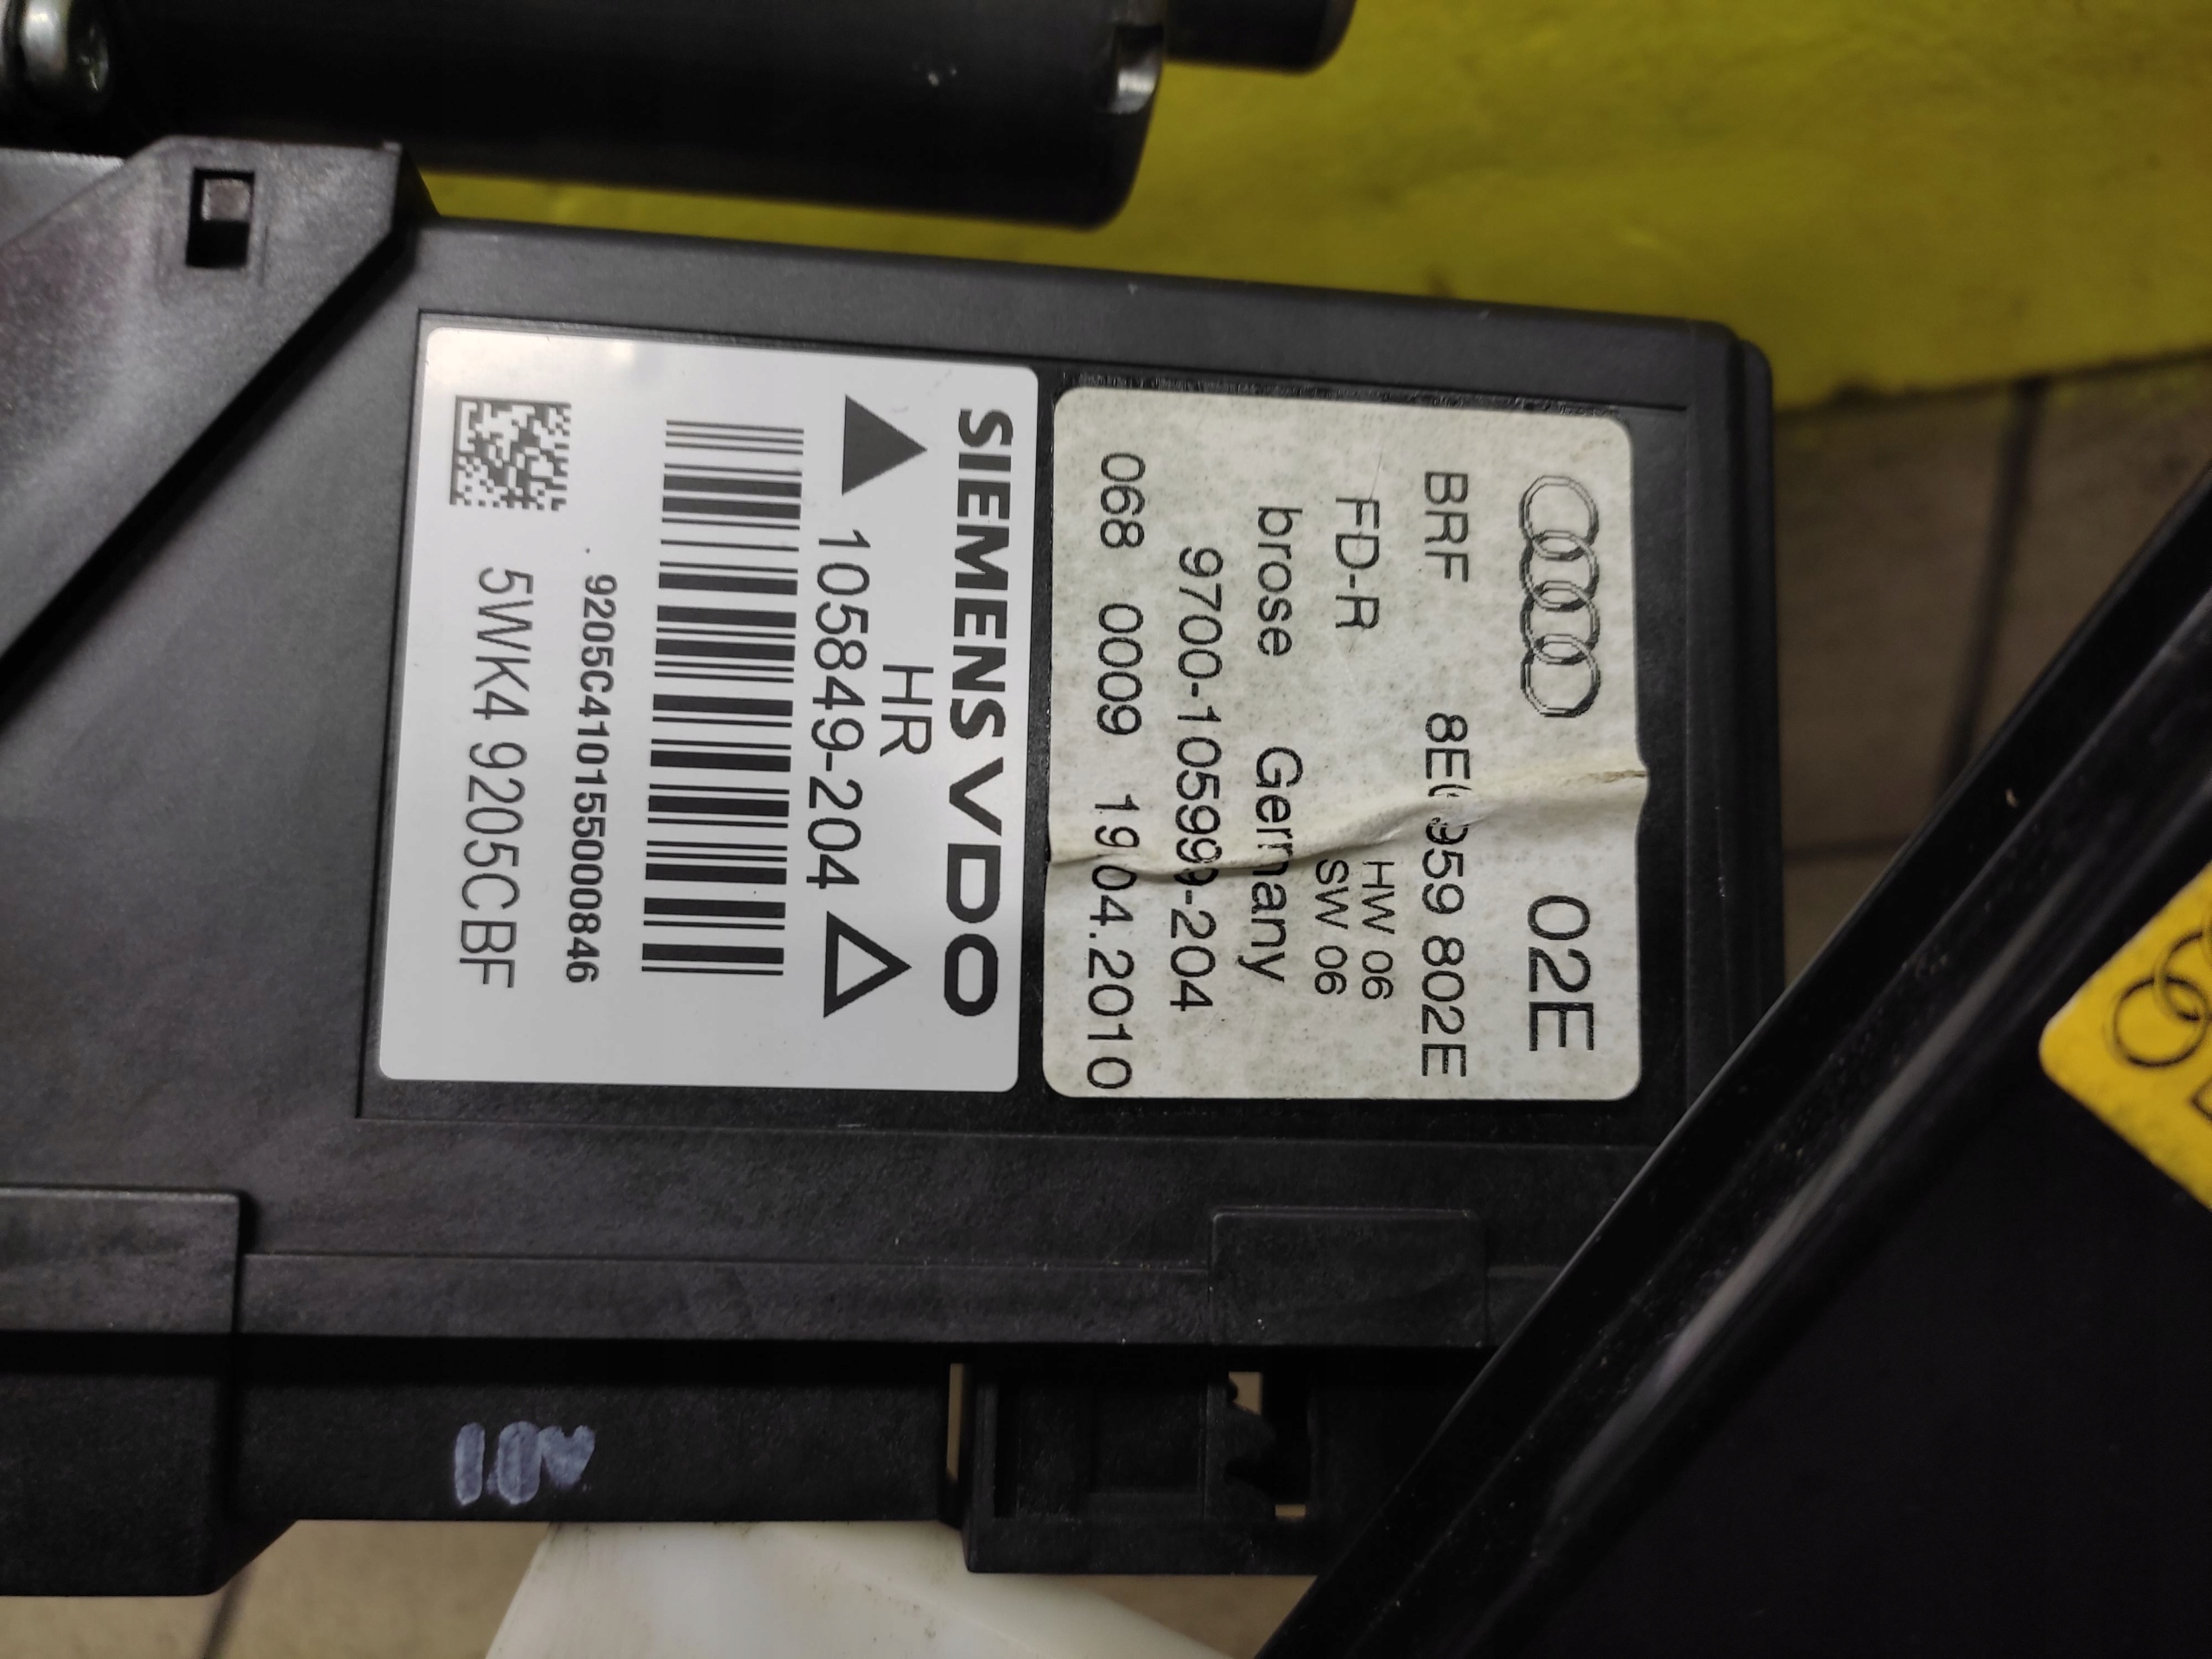 02E
BRF 8E0 959 802E
FD-R HW 06
SW 06
brose Germany
9700-105999-204
068 0009 19.04.2010
SIEMENS VDO
HR
105849-204
92055C410155000846
5WK4 9205CBF